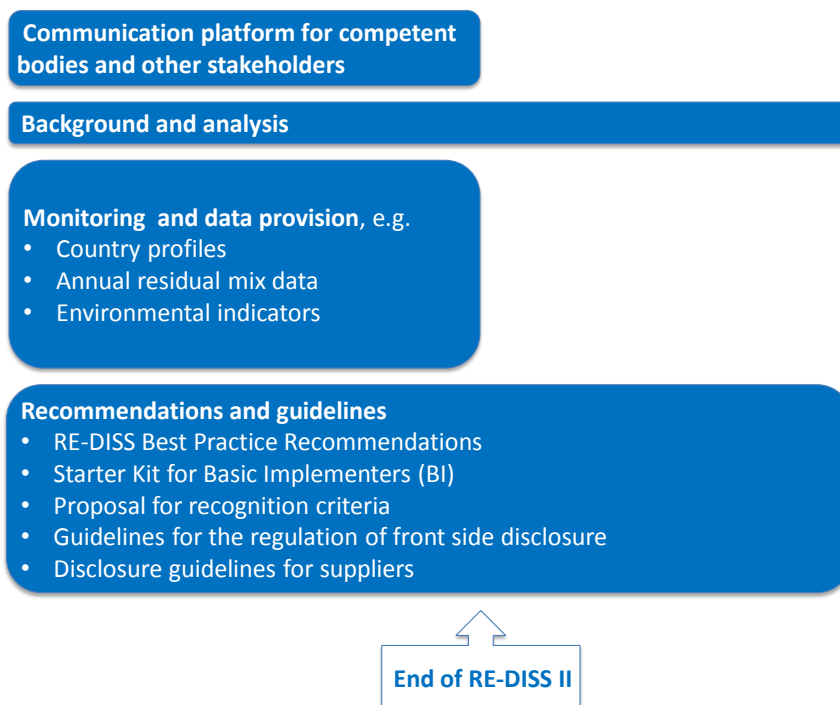 Communication platform for competent
bodies and other stakeholders
Background and analysis
Monitoring and data provision, e.g.
• Country profiles
• Annual residual mix data
• Environmental indicators
Recommendations and guidelines
• RE-DISS Best Practice Recommendations
• Starter Kit for Basic Implementers (BI)
• Proposal for recognition criteria
• Guidelines for the regulation of front side disclosure
• Disclosure guidelines for suppliers
End of RE-DISS II